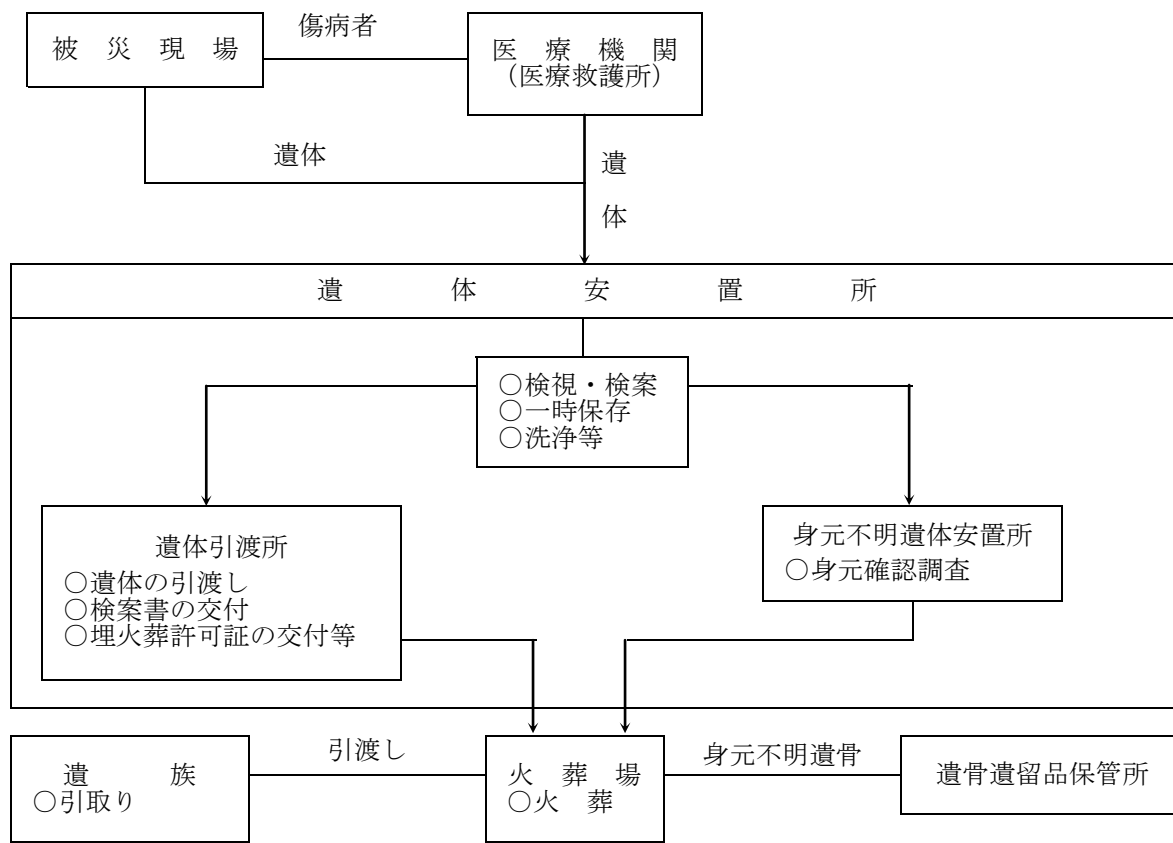 傷病者
被災現場
医療機関
（医療救護所）
遺体
遺
体
遺体安置所
○検視・検案
○一時保存
○洗浄等
遺体引渡所
○遺体の引渡し
○検案書の交付
○埋火葬許可証の交付等
身元不明遺体安置所
○身元確認調査
遺族
○引取り
引渡し
火葬場
○火　葬
身元不明遺骨
遺骨遺留品保管所